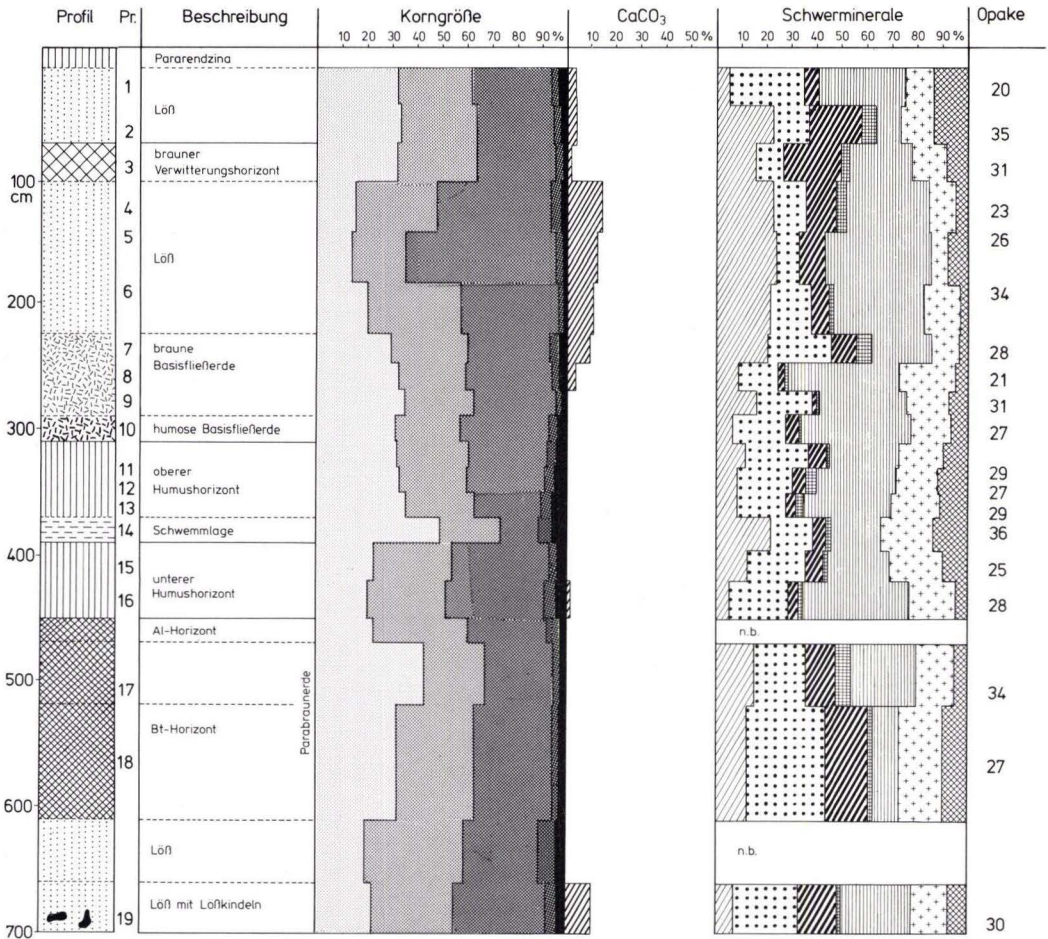 Profil Pr. Beschreibung Korngröße CaCO3 Schwerminerale Opake
10 20 30 40 50 60 70 80 90 % 10 20 30 40 50 % 10 20 30 40 50 60 70 80 90 %
Pararendzina
1 20
Löß
2 35
brauner
3 Verwitterungshorizont 31
100
cm
4 23
5 26
Löß
6 34
200
7 braune 28
Basisfließerde
8 21
9 31
300 10 humose Basisfließerde 27
11 oberer 29
12 Humushorizont 27
13 29
14 Schwemmlage 36
400
15 25
unterer
16 Humushorizont 28
Al-Horizont n.b.
500 17 34
Parabraunerde
Bt-Horizont
18 27
600
Löß n.b.
Löß mit Lößkindeln
19 30
700